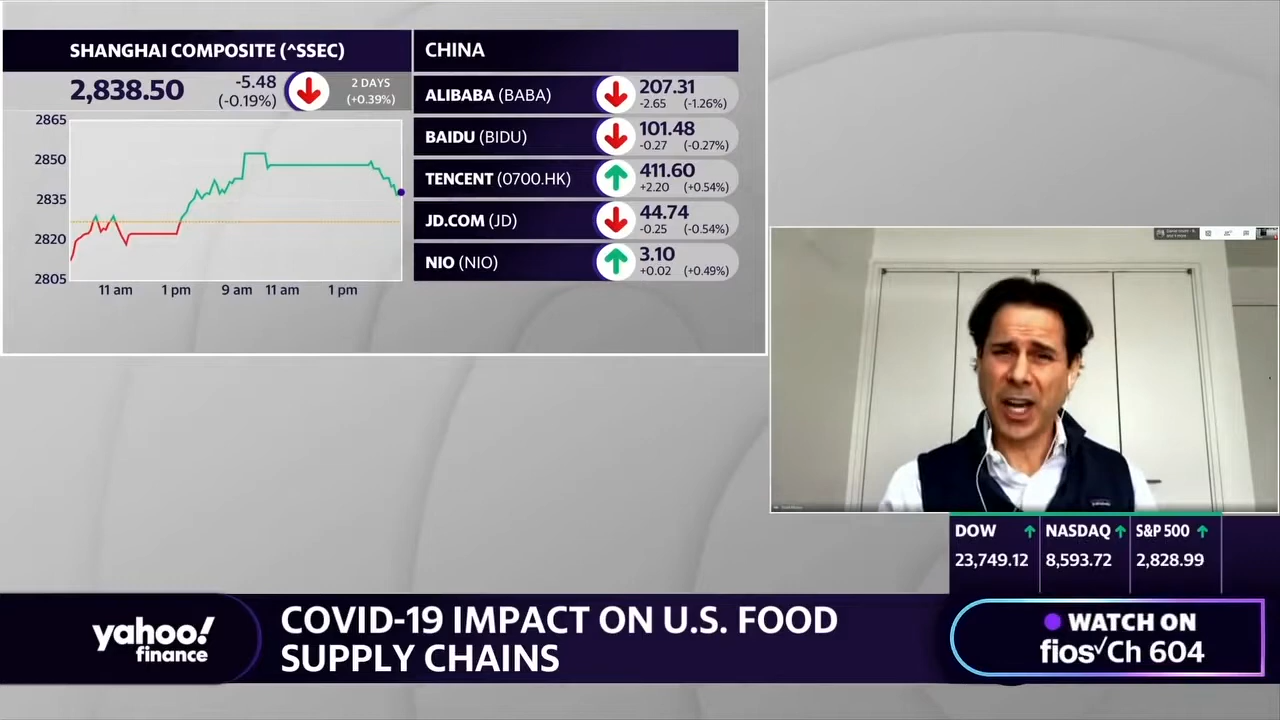 SHANGHAI COMPOSITE (^SSEC)
2,838.50
-5.48
(-0.19%)
2 DAYS
(+0.39%)
2865
2850
2835
2820
2805
11 am
1 pm
9 am
11 am
1 pm
CHINA
ALIBABA (BABA)
207.31
-2.65 (-1.26%)
BAIDU (BIDU)
101.48
-0.27 (-0.27%)
TENCENT (0700.HK)
411.60
+2.20 (+0.54%)
JD.COM (JD)
44.74
-0.25 (-0.54%)
NIO (NIO)
3.10
+0.02 (+0.49%)
DOW
23,749.12
NASDAQ
8,593.72
S&P 500
2,828.99
yahoo!
finance
COVID-19 IMPACT ON U.S. FOOD
SUPPLY CHAINS
WATCH ON
fios✓Ch 604